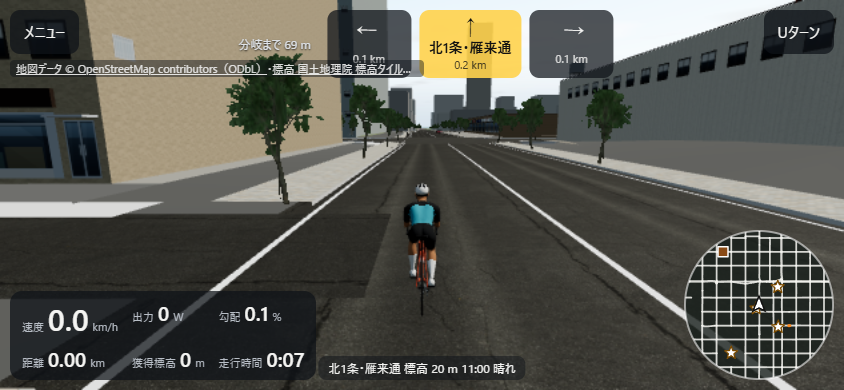 メニュー
分岐まで 69 m
←
0.1 km
↑
北1条・雁来通
0.2 km
→
0.1 km
Uターン
地図データ © OpenStreetMap contributors（ODbL）・標高 国土地理院 標高タイル...
速度 0.0 km/h
出力 0 W
勾配 0.1 %
距離 0.00 km
獲得標高 0 m
走行時間 0:07
北1条・雁来通 標高 20 m 11:00 晴れ